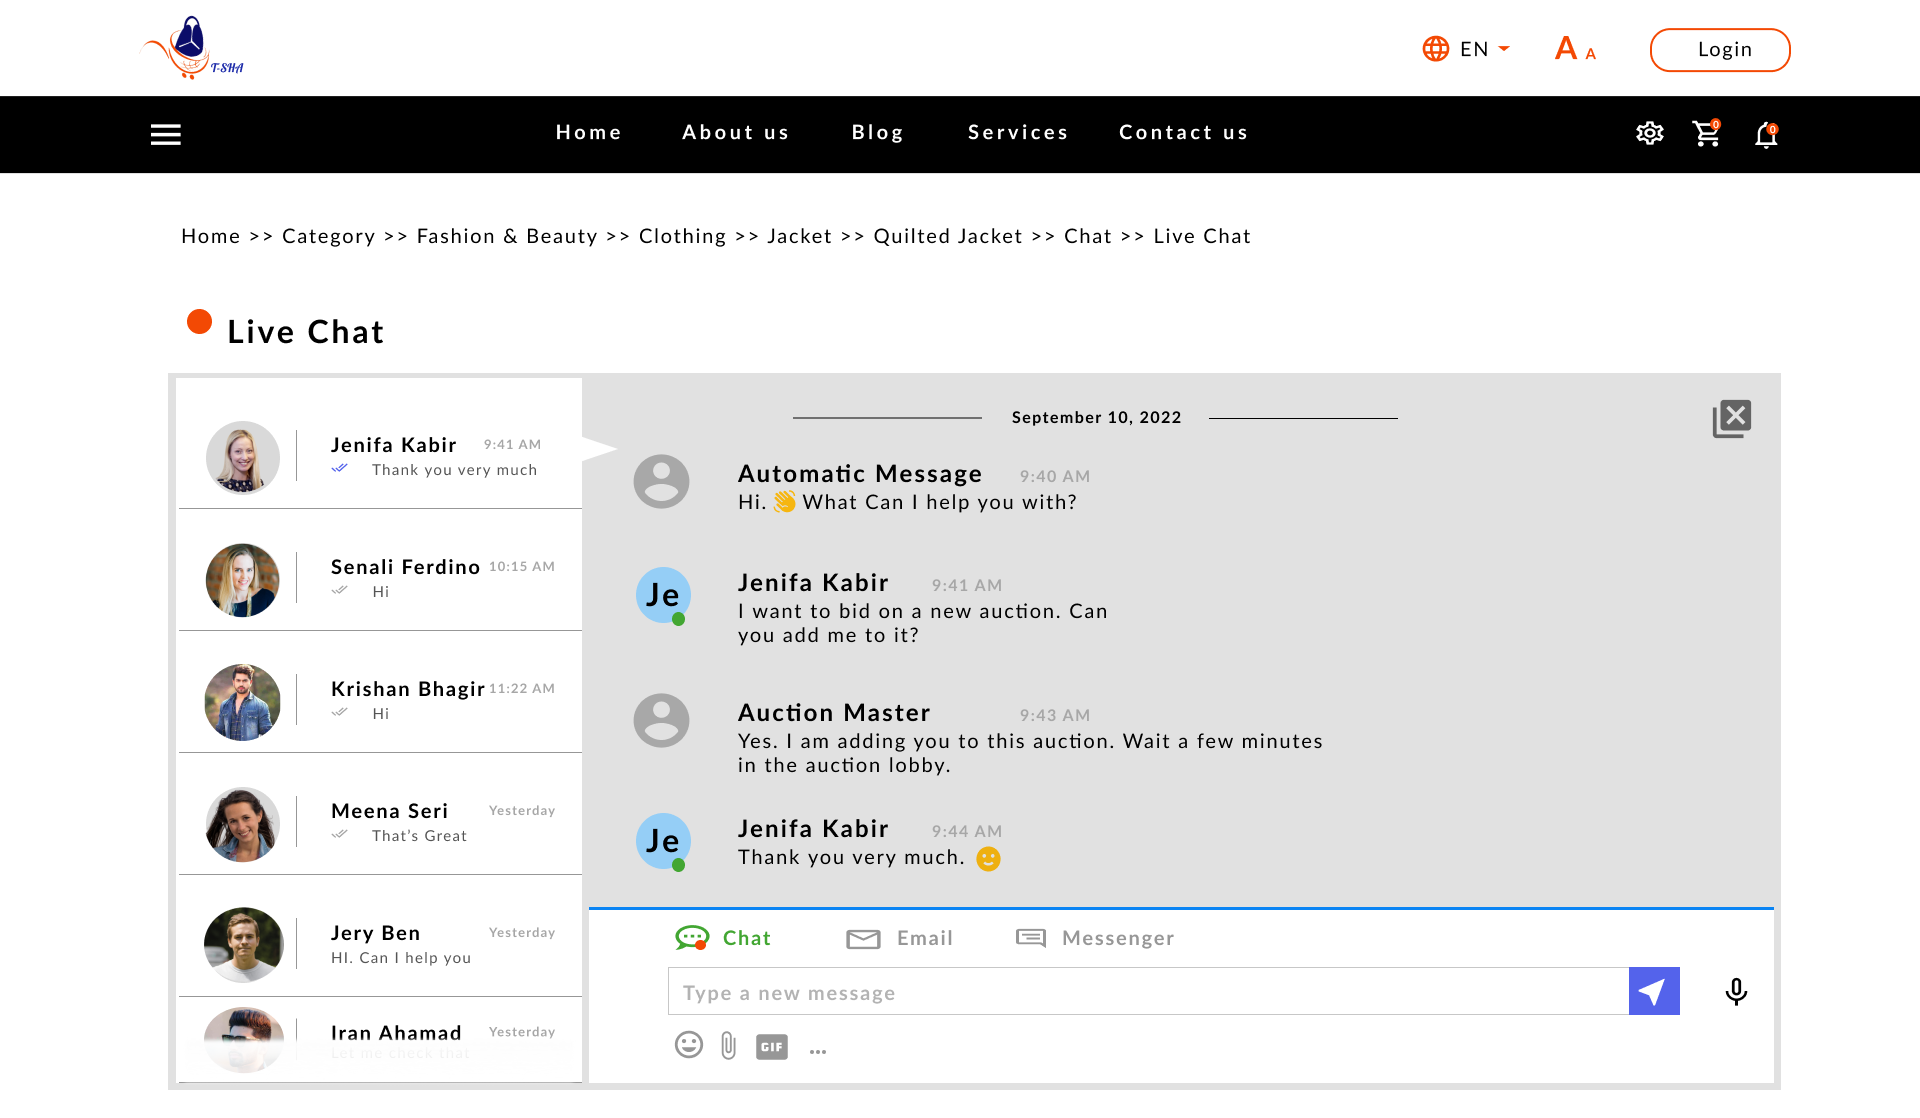 T-SHA
EN
A A
Login
Home About us Blog Services Contact us
0 0
Home >> Category >> Fashion & Beauty >> Clothing >> Jacket >> Quilted Jacket >> Chat >> Live Chat
Live Chat
Jenifa Kabir 9:41 AM
Thank you very much
Senali Ferdino 10:15 AM
Hi
Krishan Bhagir 11:22 AM
Hi
Meena Seri Yesterday
That's Great
Jery Ben Yesterday
HI. Can I help you
Iran Ahamad Yesterday
Let me check that
September 10, 2022
Automatic Message 9:40 AM
Hi. 👋 What Can I help you with?
Je
Jenifa Kabir 9:41 AM
I want to bid on a new auction. Can
you add me to it?
Auction Master 9:43 AM
Yes. I am adding you to this auction. Wait a few minutes
in the auction lobby.
Je
Jenifa Kabir 9:44 AM
Thank you very much. 🙂
Chat Email Messenger
Type a new message
GIF ...